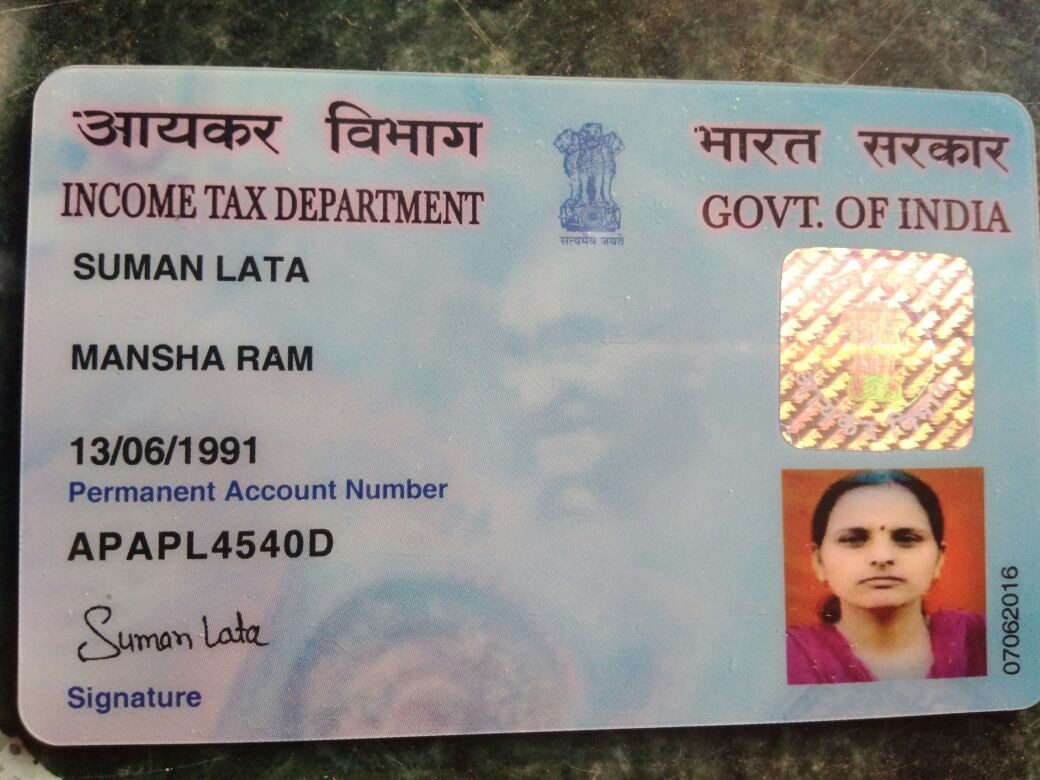 आयकर विभाग
INCOME TAX DEPARTMENT
सत्यमेव जयते
भारत सरकार
GOVT. OF INDIA
SUMAN LATA
MANSHA RAM
13/06/1991
Permanent Account Number
APAPL4540D
Suman Lata
Signature
07062016